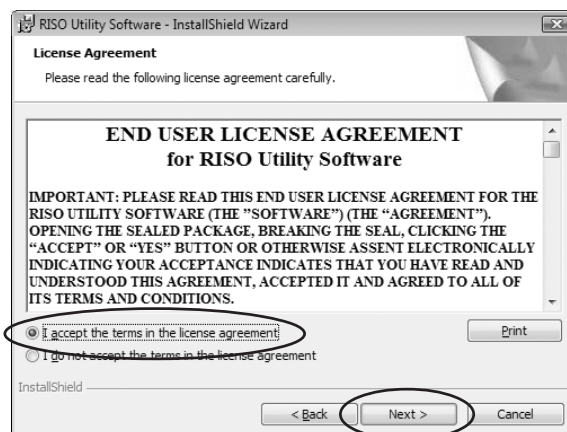 RISO Utility Software - InstallShield Wizard
License Agreement
Please read the following license agreement carefully.
END USER LICENSE AGREEMENT
for RISO Utility Software
IMPORTANT: PLEASE READ THIS END USER LICENSE AGREEMENT FOR THE
RISO UTILITY SOFTWARE (THE ”SOFTWARE”) (THE “AGREEMENT”).
OPENING THE SEALED PACKAGE, BREAKING THE SEAL, CLICKING THE
“ACCEPT” OR “YES” BUTTON OR OTHERWISE ASSENT ELECTRONICALLY
INDICATING YOUR ACCEPTANCE INDICATES THAT YOU HAVE READ AND
UNDERSTOOD THIS AGREEMENT, ACCEPTED IT AND AGREED TO ALL OF
ITS TERMS AND CONDITIONS.
I accept the terms in the license agreement
Print
I do not accept the terms in the license agreement
InstallShield
< Back Next > Cancel